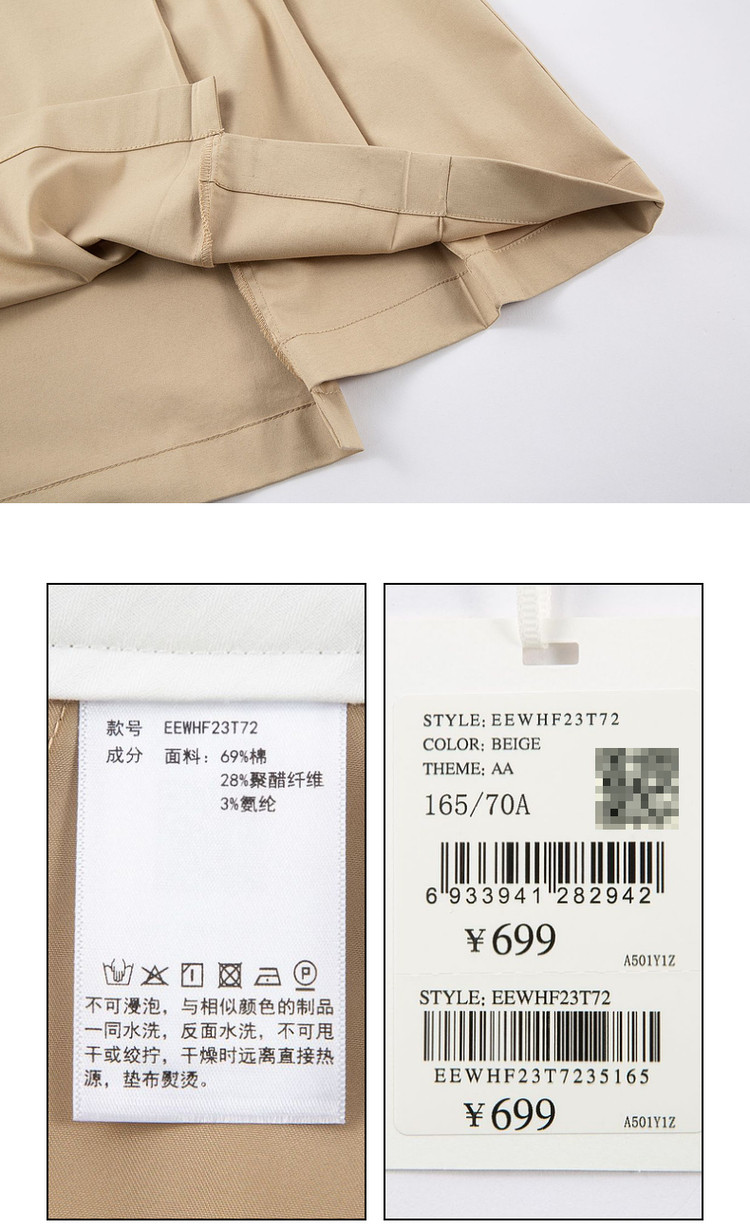 款号 EEWHF23T72
成分 面料：69%棉
28%聚醋纤维
3%氨纶
不可浸泡，与相似颜色的制品
一同水洗，反面水洗，不可甩
干或绞拧，干燥时远离直接热
源，垫布熨烫。
STYLE: EEWHF23T72
COLOR: BEIGE
THEME: AA
165/70A
6 933941 282942
¥699
A501Y1Z
STYLE: EEWHF23T72
EEWHF23T7235165
¥699
A501Y1Z